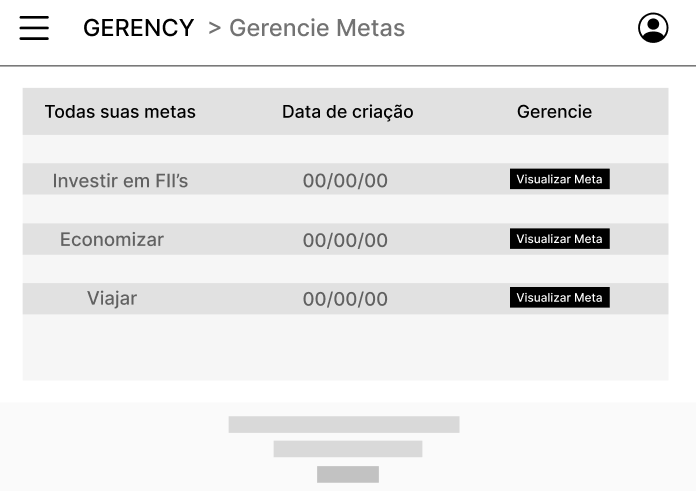 GERENCY > Gerencie Metas
Todas suas metas Data de criação Gerencie
Investir em FII’s 00/00/00 Visualizar Meta
Economizar 00/00/00 Visualizar Meta
Viajar 00/00/00 Visualizar Meta